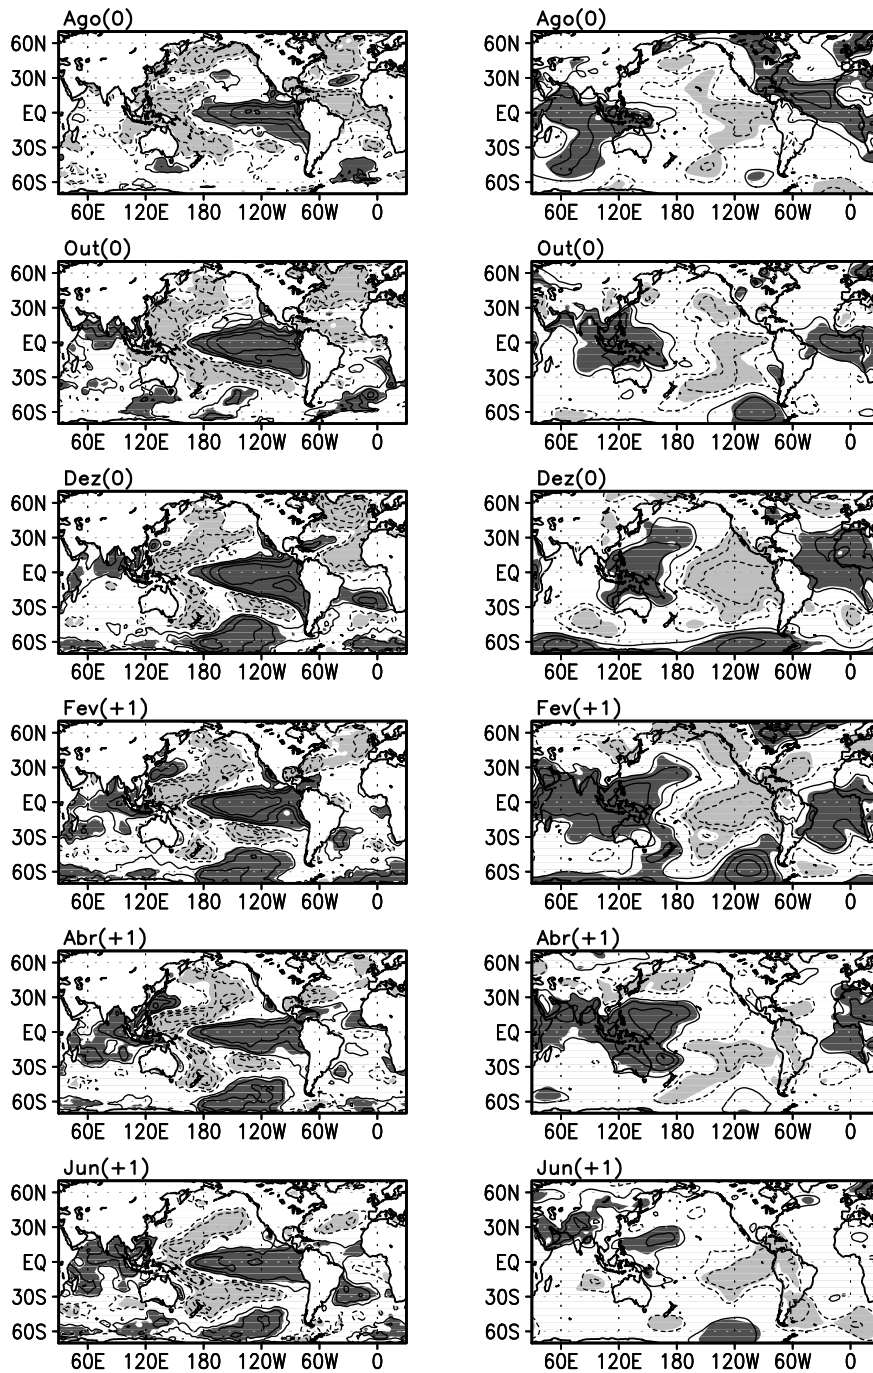 Ago(0) Ago(0)
60N 60N
30N 30N
EQ EQ
30S 30S
60S 60S
60E 120E 180 120W 60W 0 60E 120E 180 120W 60W 0
Out(0) Out(0)
60N 60N
30N 30N
EQ EQ
30S 30S
60S 60S
60E 120E 180 120W 60W 0 60E 120E 180 120W 60W 0
Dez(0) Dez(0)
60N 60N
30N 30N
EQ EQ
30S 30S
60S 60S
60E 120E 180 120W 60W 0 60E 120E 180 120W 60W 0
Fev(+1) Fev(+1)
60N 60N
30N 30N
EQ EQ
30S 30S
60S 60S
60E 120E 180 120W 60W 0 60E 120E 180 120W 60W 0
Abr(+1) Abr(+1)
60N 60N
30N 30N
EQ EQ
30S 30S
60S 60S
60E 120E 180 120W 60W 0 60E 120E 180 120W 60W 0
Jun(+1) Jun(+1)
60N 60N
30N 30N
EQ EQ
30S 30S
60S 60S
60E 120E 180 120W 60W 0 60E 120E 180 120W 60W 0